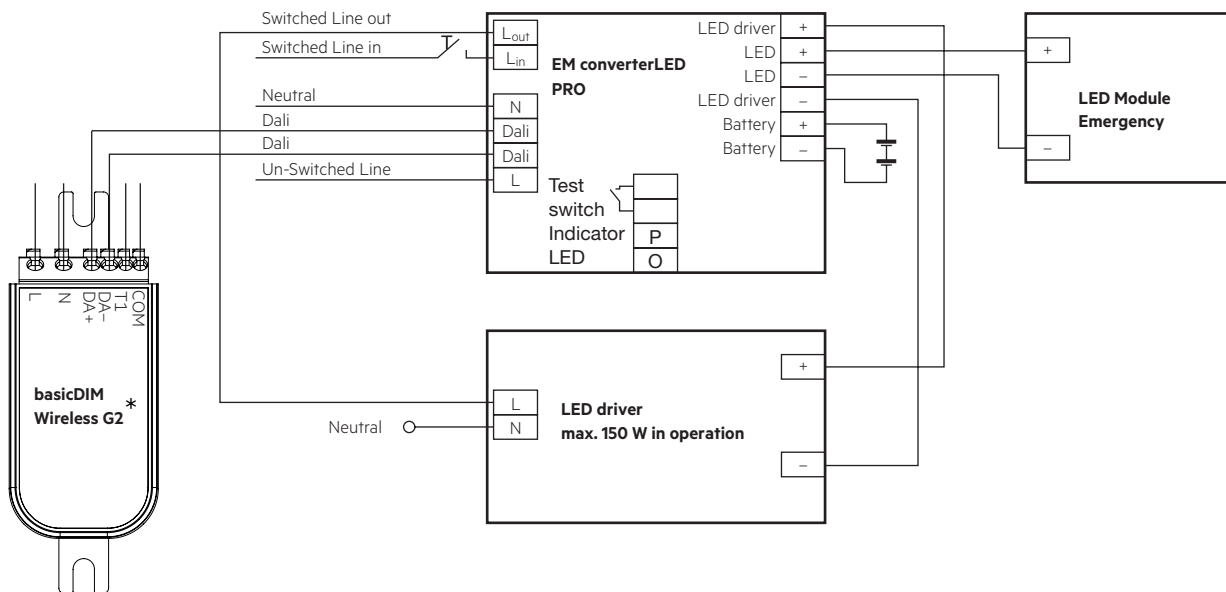 Switched Line out
Switched Line in
Neutral
Dali
Dali
Un-Switched Line
Lout
Lin
N
Dali
Dali
L
EM converterLED
PRO
Test
switch
Indicator
LED
P
O
LED driver +
LED +
LED –
LED driver –
Battery +
Battery –
+
–
LED Module
Emergency
L
N
DA+
DA-
T1
COM
basicDIM
Wireless G2*
Neutral
L
N
LED driver
max. 150 W in operation
+
–